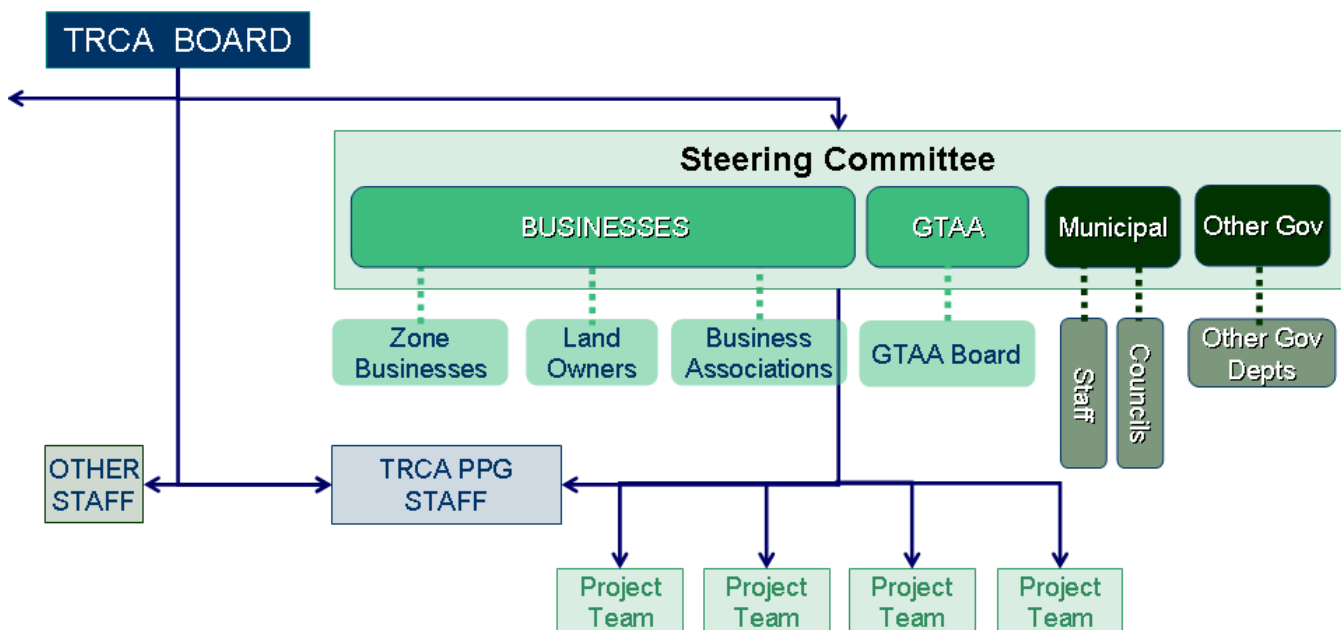 TRCA BOARD
Steering Committee
BUSINESSES
GTAA
Municipal
Other Gov
Zone
Businesses
Land
Owners
Business
Associations
GTAA Board
Staff
Councils
Other Gov
Depts
OTHER
STAFF
TRCA PPG
STAFF
Project
Team
Project
Team
Project
Team
Project
Team